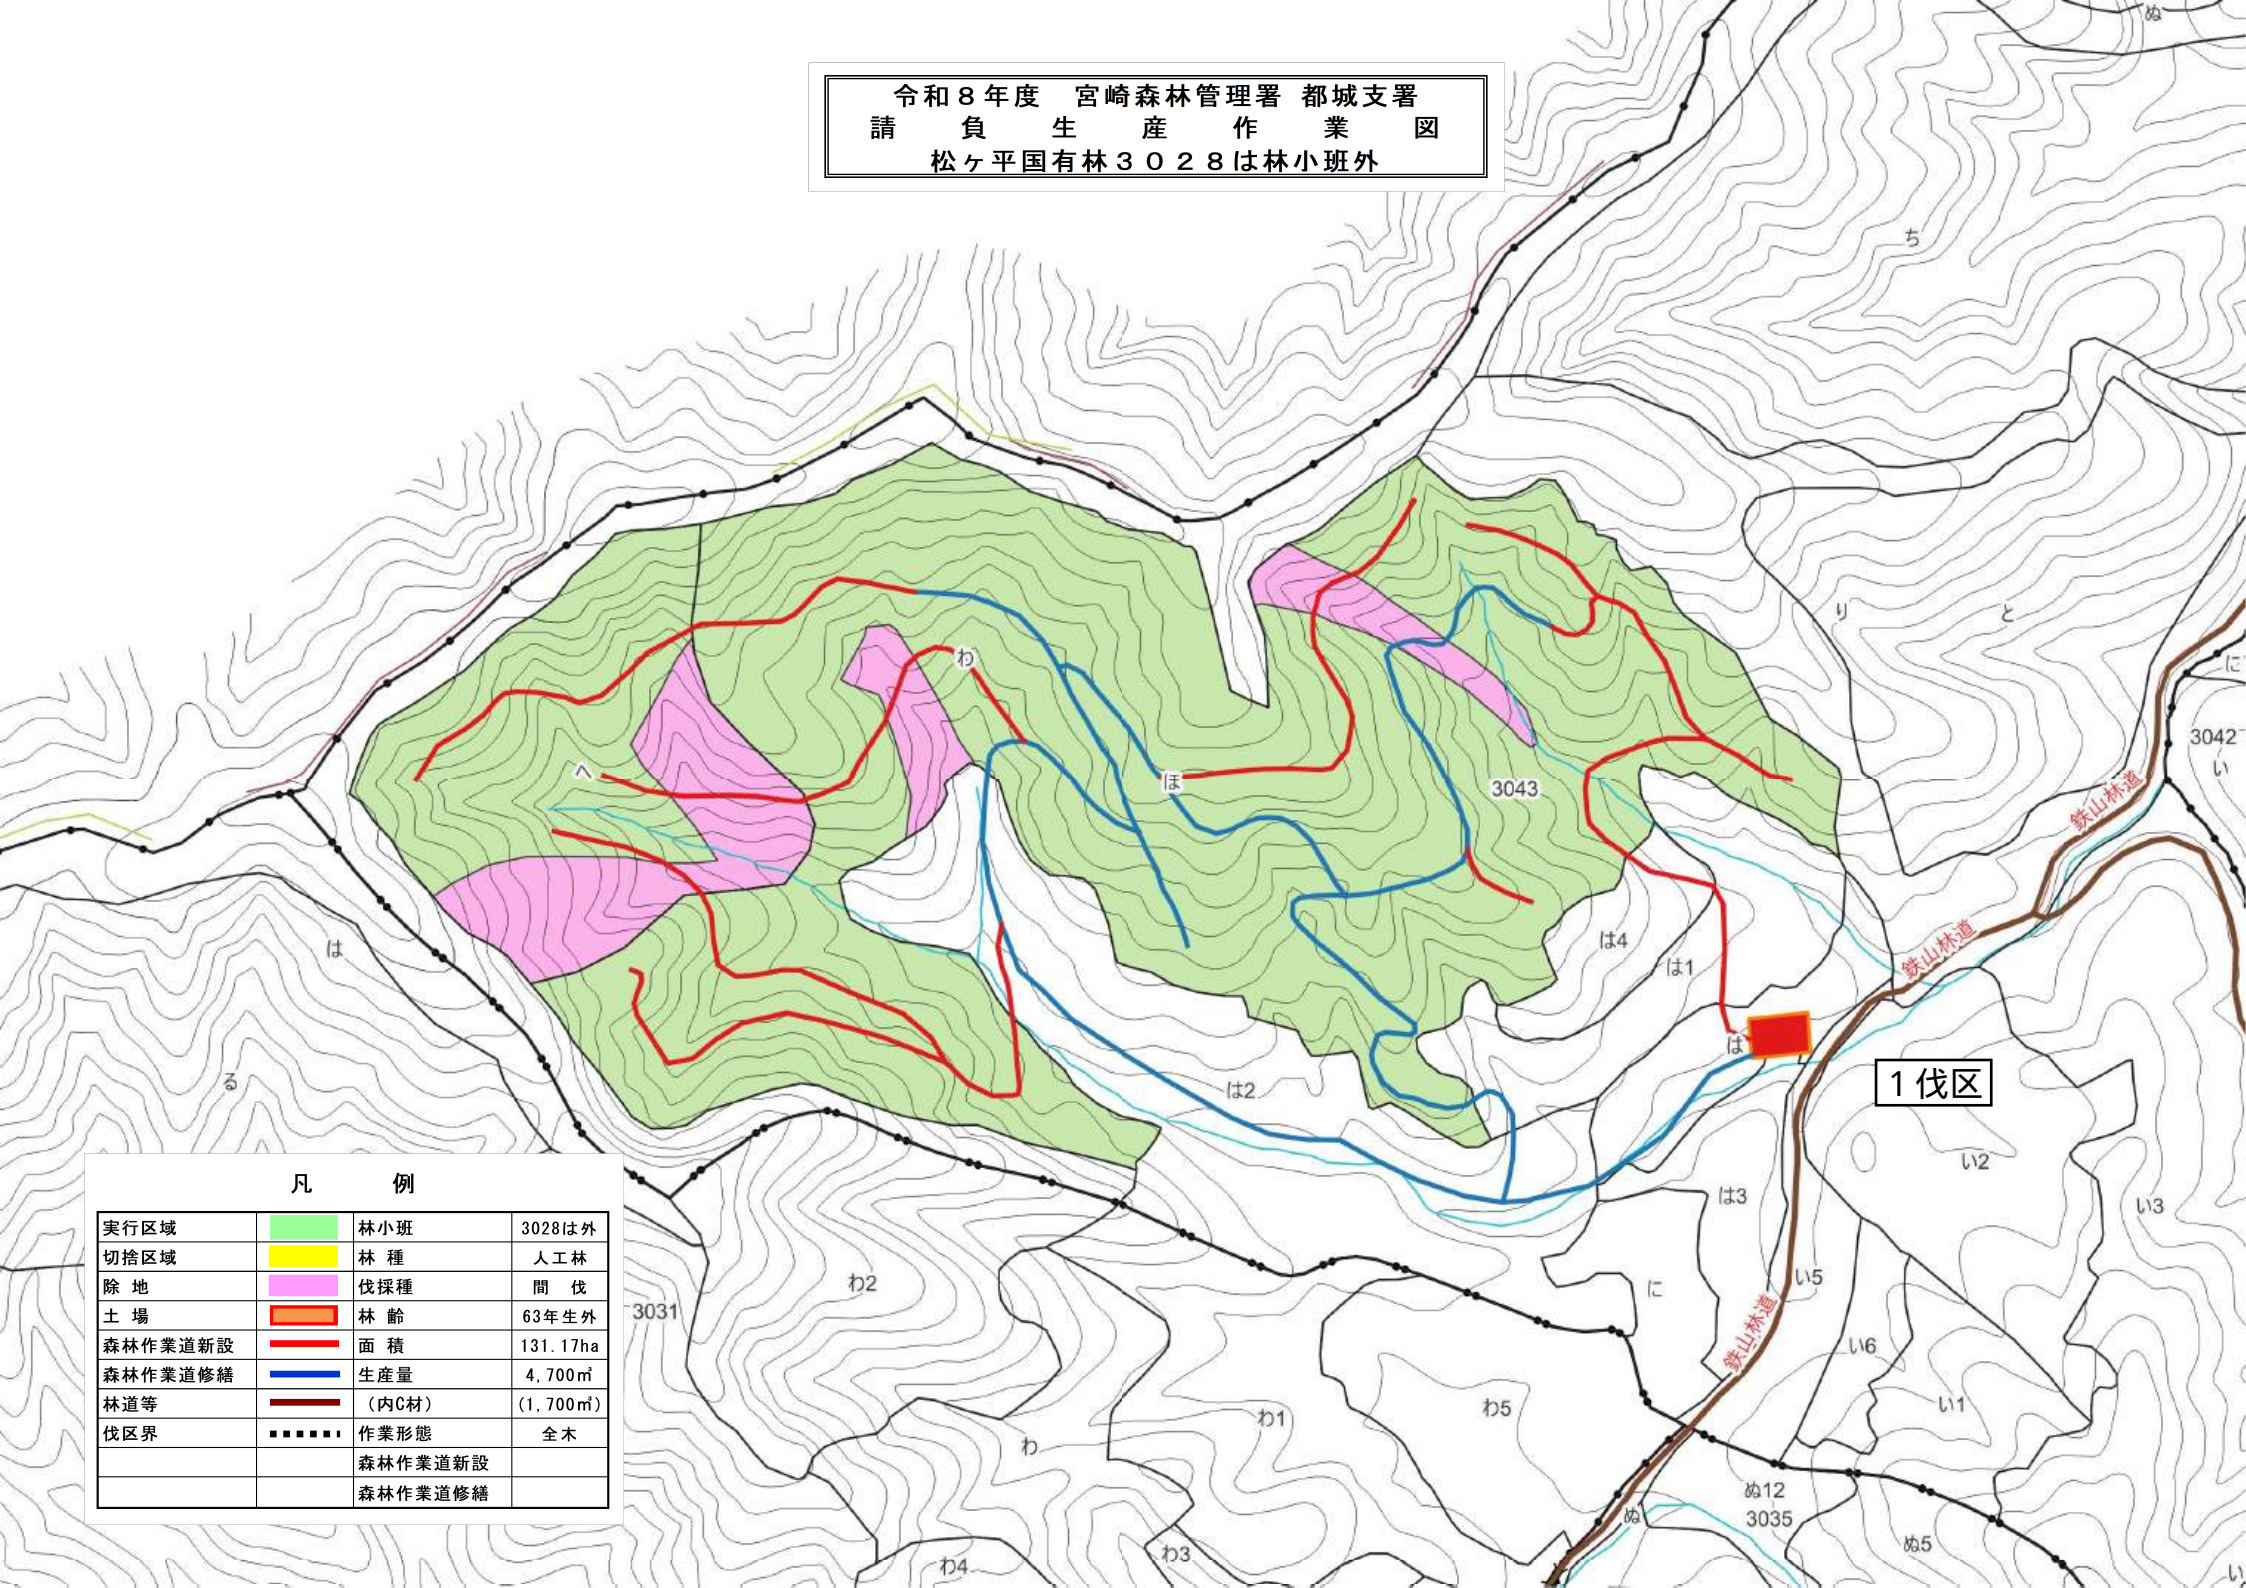 令和８年度　宮崎森林管理署 都城支署
請　負　生　産　作　業　図
松ヶ平国有林３０２８は林小班外
ぬ
ち
り
と
に
3042
い
鉄山林道
わ
ほ
へ
3043
は4
は1
鉄山林道
は
は
１伐区
る
は2
い2
は3
い3
い5
に
わ2
3031
鉄山林道
い6
い1
わ5
わ1
わ
ぬ12
3035
ぬ
ぬ5
わ3
わ4
い
凡　例
実行区域 林小班 3028は外
切捨区域 林 種 人工林
除 地 伐採種 間 伐
土 場 林 齢 63年生外
森林作業道新設 面 積 131.17ha
森林作業道修繕 生産量 4,700㎥
林道等 （内C材） (1,700㎥)
伐区界 作業形態 全木
森林作業道新設
森林作業道修繕